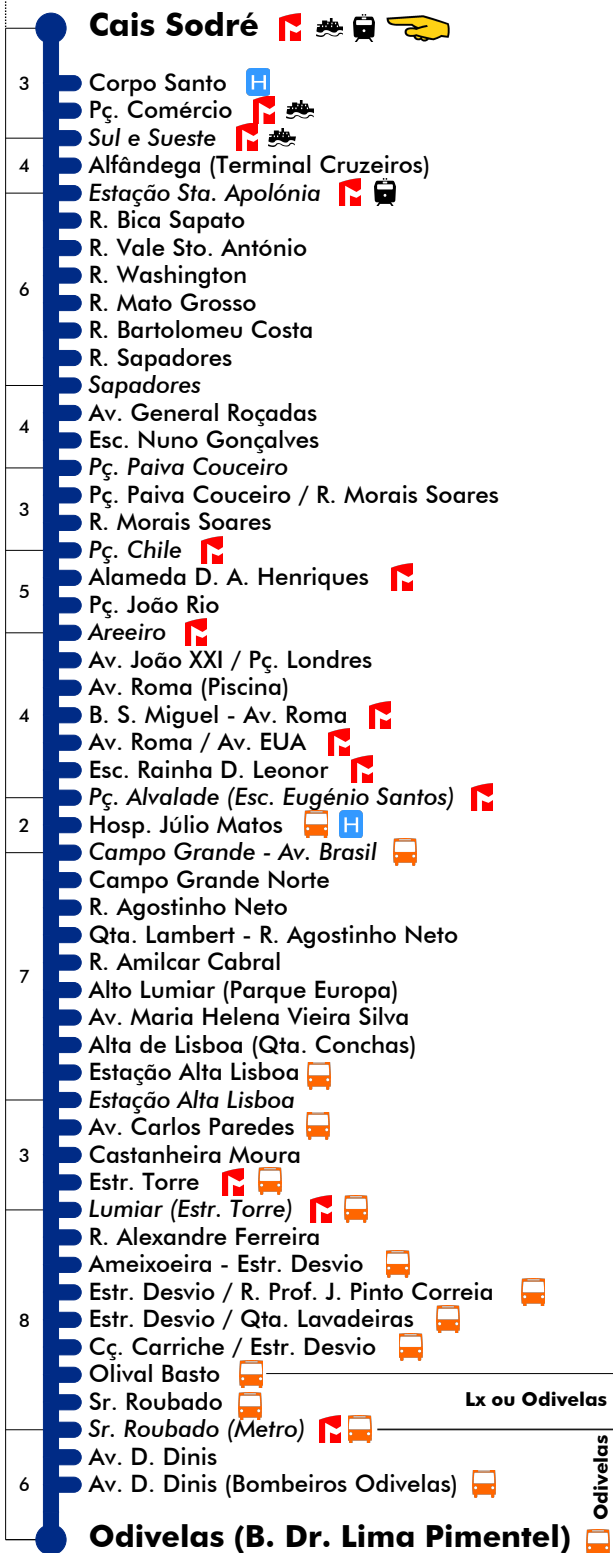 Cais Sodré
3
Corpo Santo H
Pç. Comércio
Sul e Sueste
4
Alfândega (Terminal Cruzeiros)
Estação Sta. Apolónia
R. Bica Sapato
R. Vale Sto. António
R. Washington
6
R. Mato Grosso
R. Bartolomeu Costa
R. Sapadores
Sapadores
Av. General Roçadas
4
Esc. Nuno Gonçalves
Pç. Paiva Couceiro
Pç. Paiva Couceiro / R. Morais Soares
3
R. Morais Soares
Pç. Chile
Alameda D. A. Henriques
5
Pç. João Rio
Areeiro
Av. João XXI / Pç. Londres
Av. Roma (Piscina)
4
B. S. Miguel - Av. Roma
Av. Roma / Av. EUA
Esc. Rainha D. Leonor
Pç. Alvalade (Esc. Eugénio Santos)
2
Hosp. Júlio Matos H
Campo Grande - Av. Brasil
Campo Grande Norte
R. Agostinho Neto
Qta. Lambert - R. Agostinho Neto
R. Amilcar Cabral
7
Alto Lumiar (Parque Europa)
Av. Maria Helena Vieira Silva
Alta de Lisboa (Qta. Conchas)
Estação Alta Lisboa
Estação Alta Lisboa
Av. Carlos Paredes
3
Castanheira Moura
Estr. Torre
Lumiar (Estr. Torre)
R. Alexandre Ferreira
Ameixoeira - Estr. Desvio
Estr. Desvio / R. Prof. J. Pinto Correia
8
Estr. Desvio / Qta. Lavadeiras
Cç. Carriche / Estr. Desvio
Olival Basto
Sr. Roubado
Lx ou Odivelas
Sr. Roubado (Metro)
Av. D. Dinis
6
Av. D. Dinis (Bombeiros Odivelas)
Odivelas
Odivelas (B. Dr. Lima Pimentel)